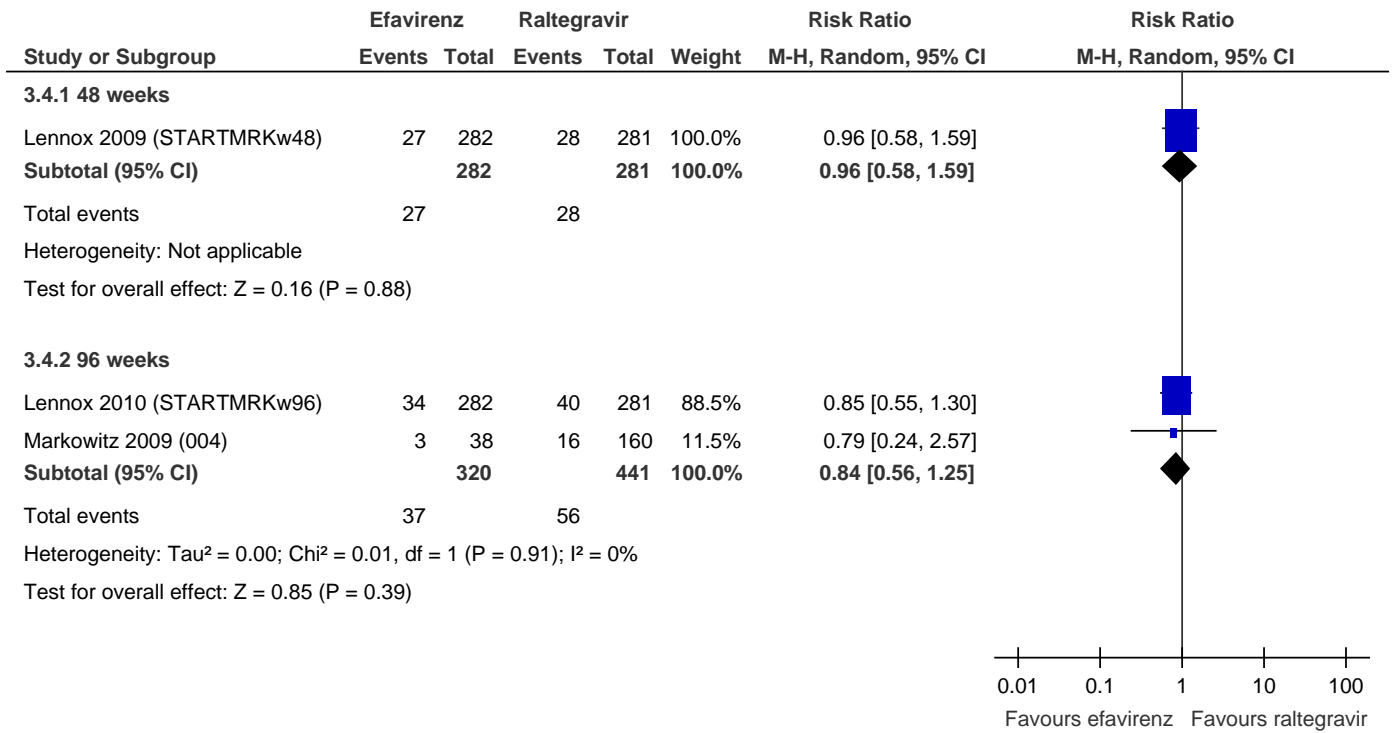 Efavirenz Raltegravir Risk Ratio Risk Ratio
Study or Subgroup Events Total Events Total Weight M-H, Random, 95% CI M-H, Random, 95% CI
3.4.1 48 weeks
Lennox 2009 (STARTMRKw48) 27 282 28 281 100.0% 0.96 [0.58, 1.59]
Subtotal (95% CI) 282 281 100.0% 0.96 [0.58, 1.59]
Total events 27 28
Heterogeneity: Not applicable
Test for overall effect: Z = 0.16 (P = 0.88)
3.4.2 96 weeks
Lennox 2010 (STARTMRKw96) 34 282 40 281 88.5% 0.85 [0.55, 1.30]
Markowitz 2009 (004) 3 38 16 160 11.5% 0.79 [0.24, 2.57]
Subtotal (95% CI) 320 441 100.0% 0.84 [0.56, 1.25]
Total events 37 56
Heterogeneity: Tau² = 0.00; Chi² = 0.01, df = 1 (P = 0.91); I² = 0%
Test for overall effect: Z = 0.85 (P = 0.39)
0.01 0.1 1 10 100
Favours efavirenz Favours raltegravir